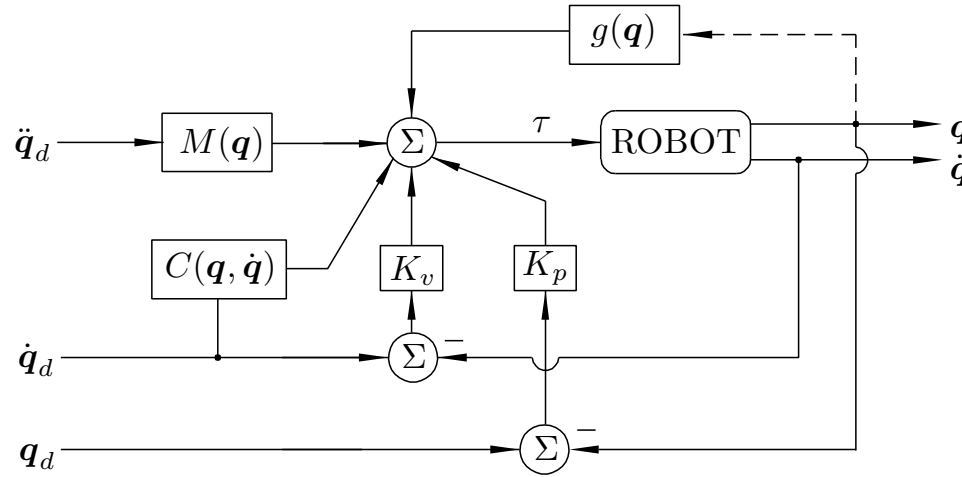 g(q)
q̈_d
M(q)
Σ
τ
ROBOT
q
q̇
C(q, q̇)
K_v
K_p
q̇_d
Σ
−
q_d
Σ
−